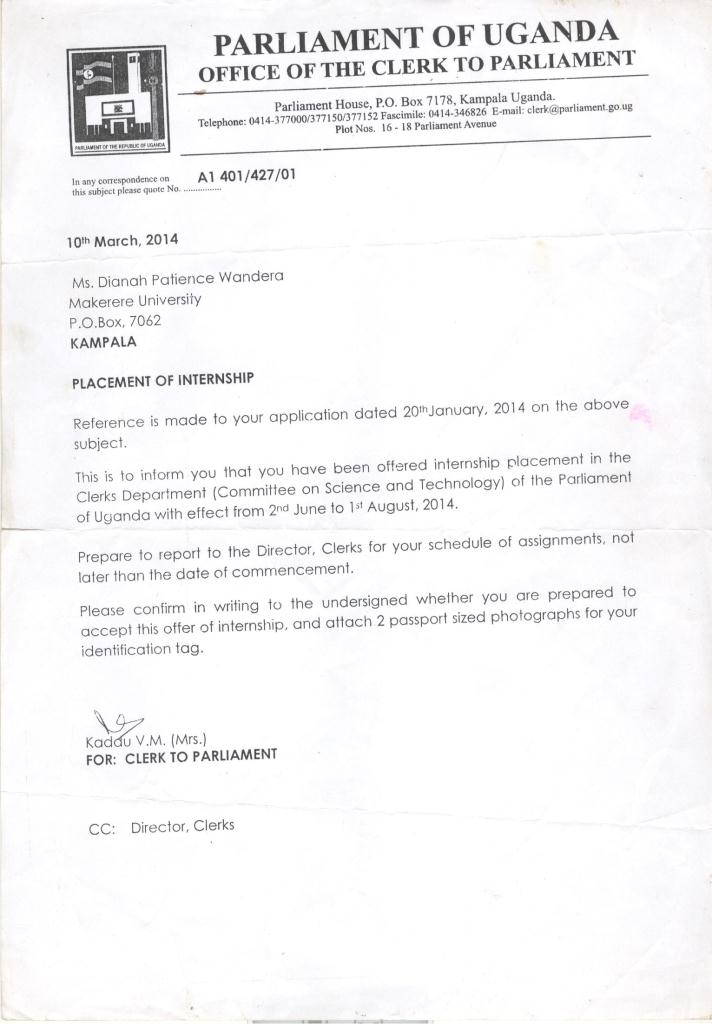 PARLIAMENT OF UGANDA
OFFICE OF THE CLERK TO PARLIAMENT
PARLIAMENT OF THE REPUBLIC OF UGANDA
Parliament House, P.O. Box 7178, Kampala Uganda.
Telephone: 0414-377000/377150/377152 Fascimile: 0414-346826 E-mail: clerk@parliament.go.ug
Plot Nos. 16 - 18 Parliament Avenue
In any correspondence on
this subject please quote No. ................
A1 401/427/01
10th March, 2014
Ms. Dianah Patience Wandera
Makerere University
P.O.Box, 7062
KAMPALA
PLACEMENT OF INTERNSHIP
Reference is made to your application dated 20th January, 2014 on the above
subject.
This is to inform you that you have been offered internship placement in the
Clerks Department (Committee on Science and Technology) of the Parliament
of Uganda with effect from 2nd June to 1st August, 2014.
Prepare to report to the Director, Clerks for your schedule of assignments, not
later than the date of commencement.
Please confirm in writing to the undersigned whether you are prepared to
accept this offer of internship, and attach 2 passport sized photographs for your
identification tag.
Kaddu V.M. (Mrs.)
FOR: CLERK TO PARLIAMENT
CC: Director, Clerks